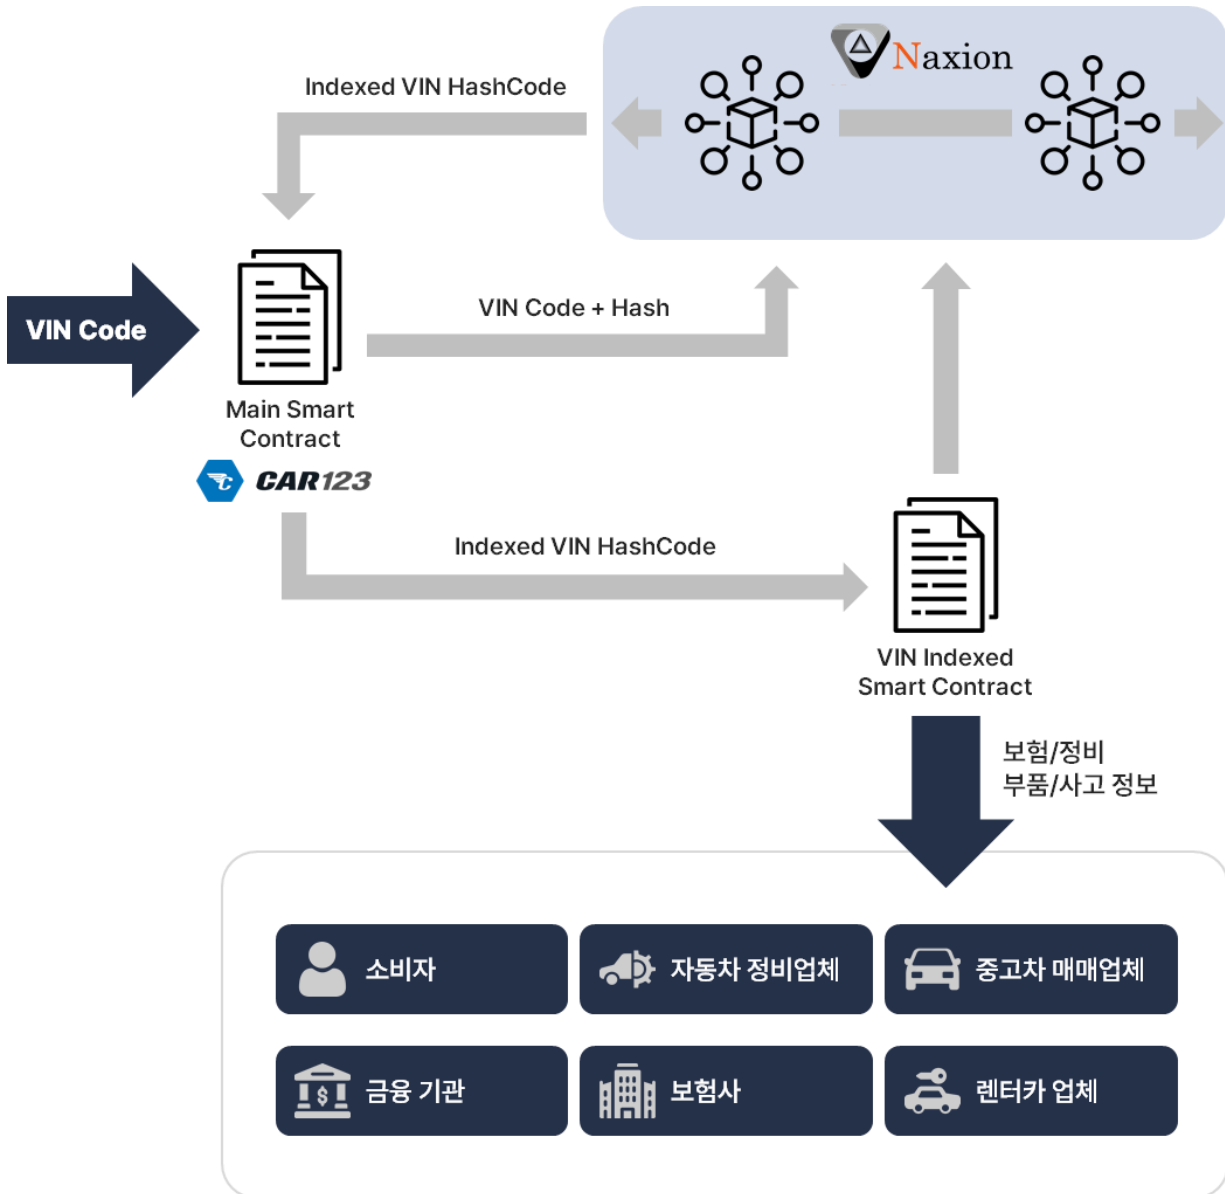 Naxion
Indexed VIN HashCode
VIN Code
VIN Code + Hash
Main Smart
Contract
CAR123
Indexed VIN HashCode
VIN Indexed
Smart Contract
보험/정비
부품/사고 정보
소비자
자동차 정비업체
중고차 매매업체
금융 기관
보험사
렌터카 업체